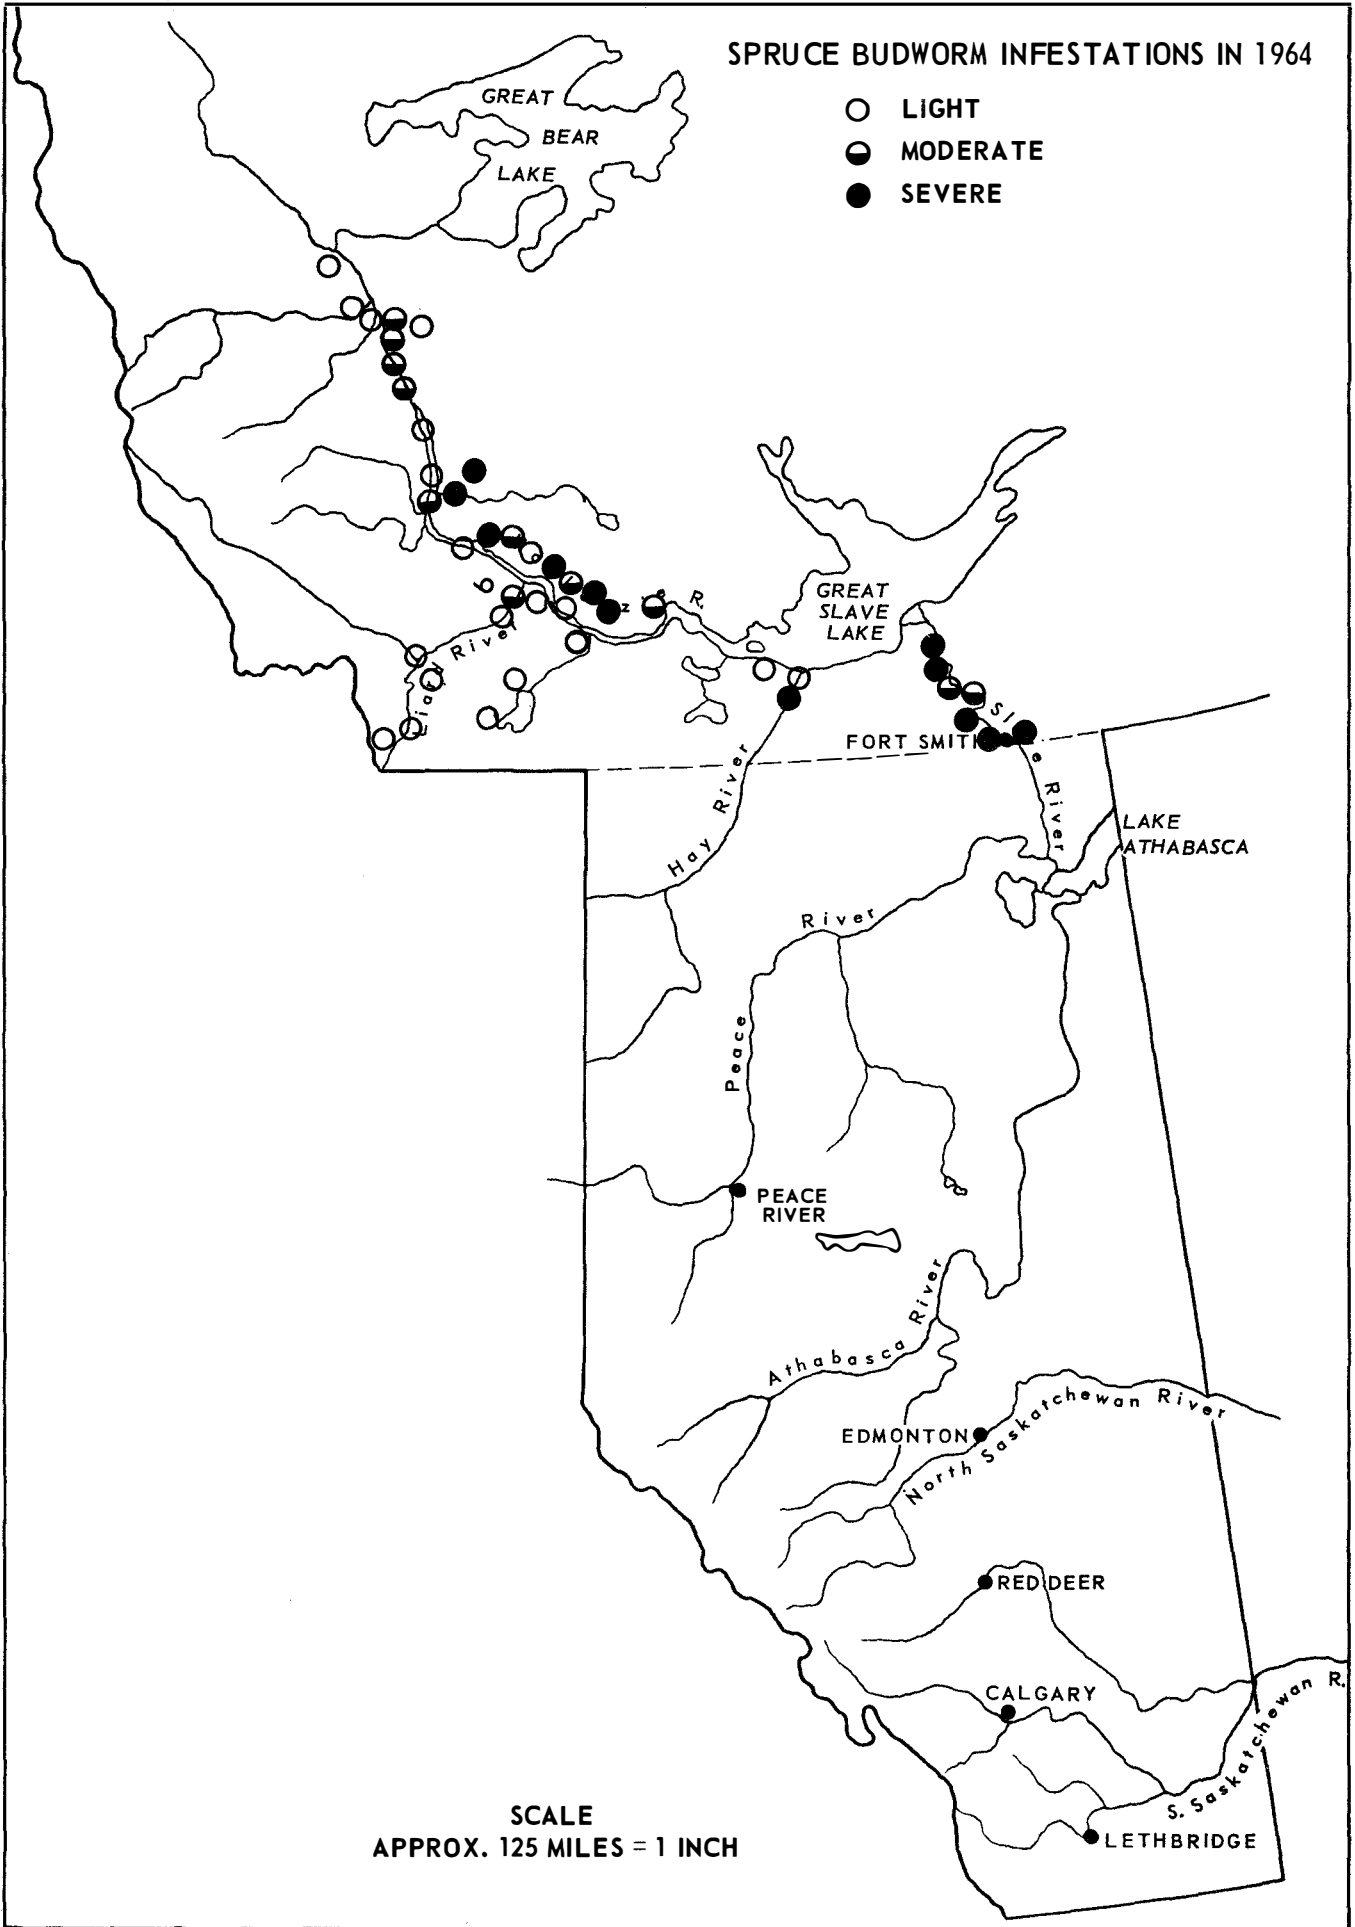 SPRUCE BUDWORM INFESTATIONS IN 1964
LIGHT
MODERATE
SEVERE
GREAT
BEAR
LAKE
R.
GREAT
SLAVE
LAKE
Liard River
FORT SMITH
River
Hay River
LAKE
ATHABASCA
Peace River
PEACE
RIVER
Athabasca River
EDMONTON
North Saskatchewan River
RED DEER
CALGARY
S. Saskatchewan R.
LETHBRIDGE
SCALE
APPROX. 125 MILES = 1 INCH